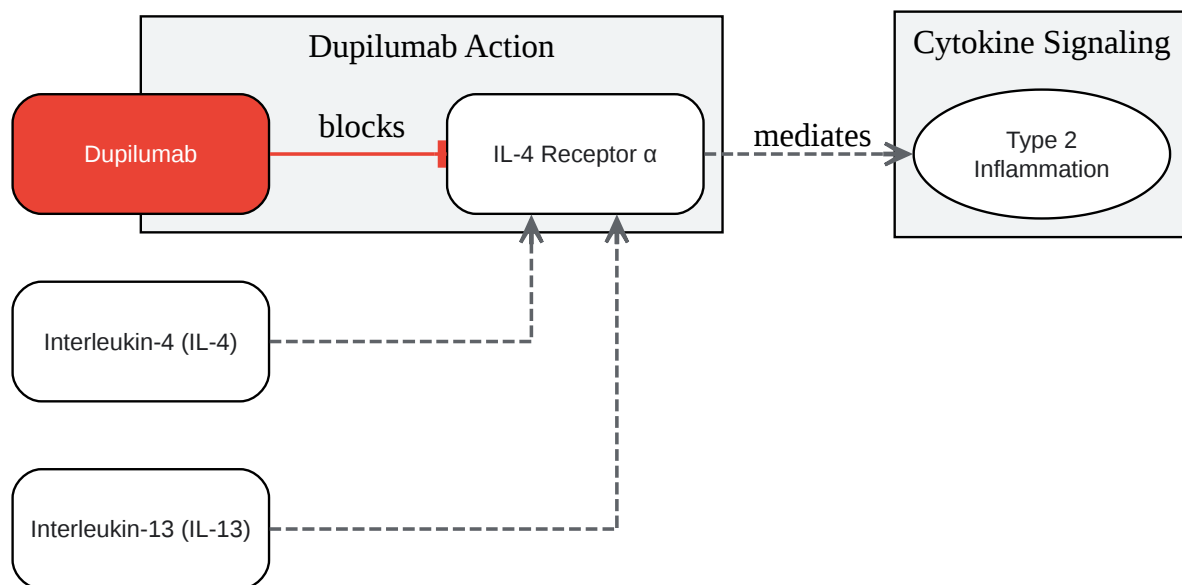 Dupilumab Action
Cytokine Signaling
Dupilumab
blocks
IL-4 Receptor α
mediates
Type 2
Inflammation
Interleukin-4 (IL-4)
Interleukin-13 (IL-13)